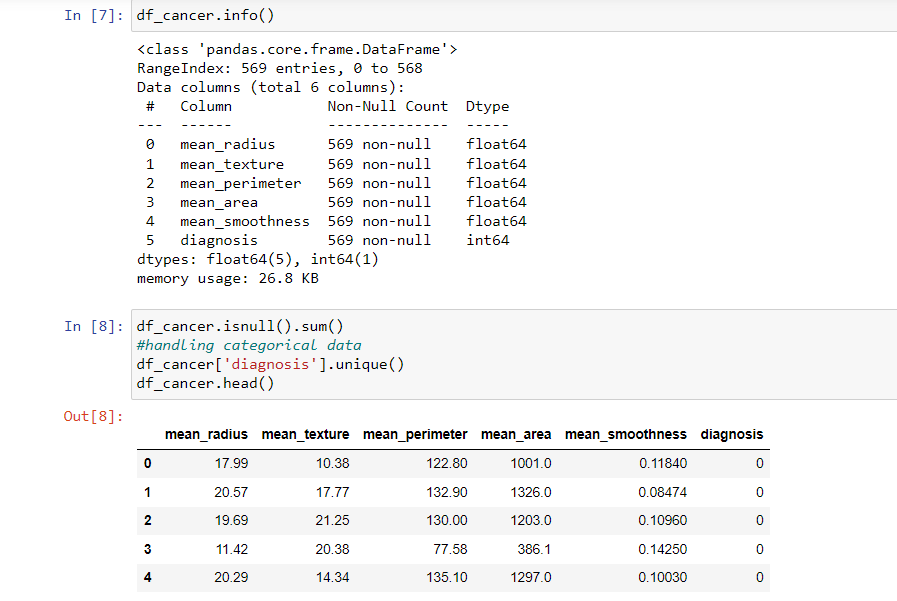 In [7]: df_cancer.info()
<class 'pandas.core.frame.DataFrame'>
RangeIndex: 569 entries, 0 to 568
Data columns (total 6 columns):
 #   Column           Non-Null Count  Dtype
---  ------           --------------  -----
 0   mean_radius      569 non-null    float64
 1   mean_texture     569 non-null    float64
 2   mean_perimeter   569 non-null    float64
 3   mean_area        569 non-null    float64
 4   mean_smoothness  569 non-null    float64
 5   diagnosis        569 non-null    int64
dtypes: float64(5), int64(1)
memory usage: 26.8 KB
In [8]: df_cancer.isnull().sum()
#handling categorical data
df_cancer['diagnosis'].unique()
df_cancer.head()
Out[8]:
mean_radius mean_texture mean_perimeter mean_area mean_smoothness diagnosis
0 17.99 10.38 122.80 1001.0 0.11840 0
1 20.57 17.77 132.90 1326.0 0.08474 0
2 19.69 21.25 130.00 1203.0 0.10960 0
3 11.42 20.38 77.58 386.1 0.14250 0
4 20.29 14.34 135.10 1297.0 0.10030 0